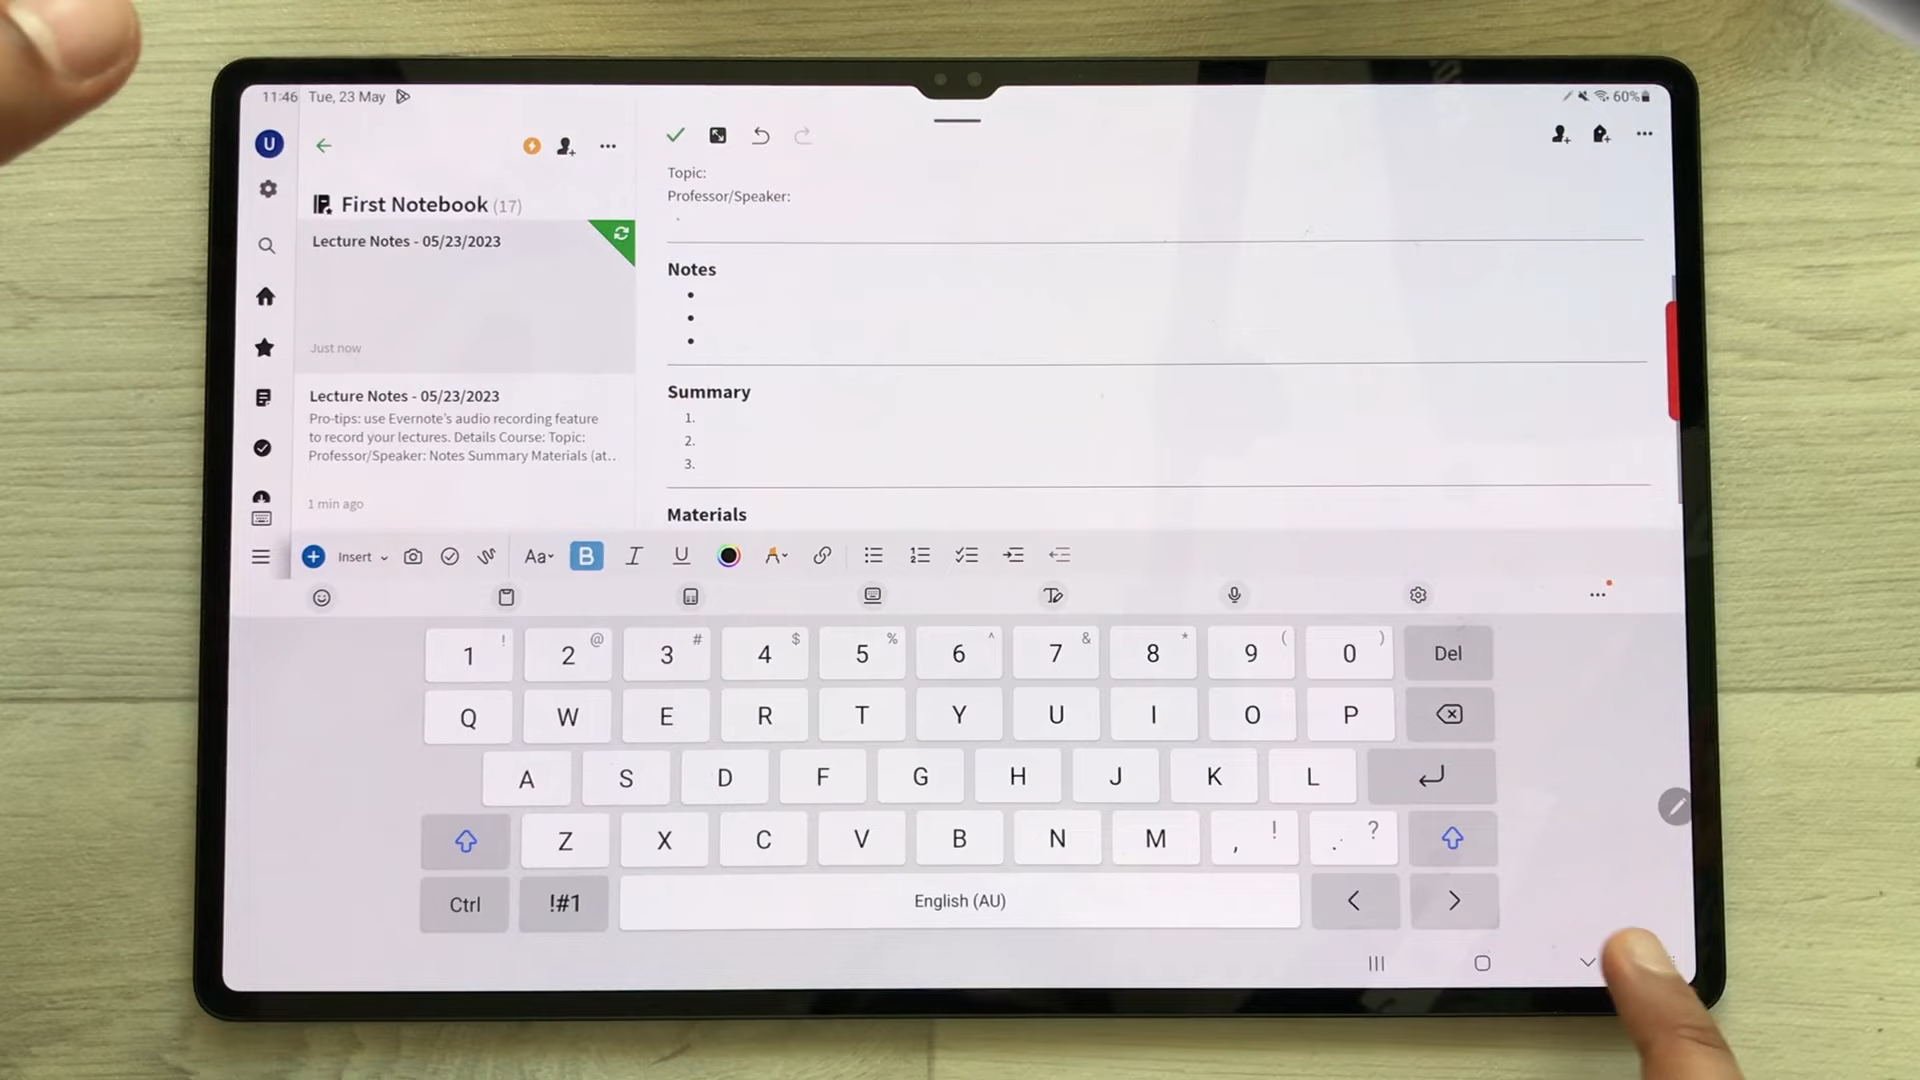 11:46 Tue, 23 May
60%
U
First Notebook (17)
Lecture Notes - 05/23/2023
Just now
Lecture Notes - 05/23/2023
Pro-tips: use Evernote's audio recording feature
to record your lectures. Details Course: Topic:
Professor/Speaker: Notes Summary Materials (at..
1 min ago
Topic:
Professor/Speaker:
Notes
Summary
1.
2.
3.
Materials
Insert Aa B I U A
1 ! 2 @ 3 # 4 $ 5 % 6 ^ 7 & 8 * 9 ( 0 ) Del
Q W E R T Y U I O P
A S D F G H J K L
Z X C V B N M , ! . ?
Ctrl !#1 English (AU) < >